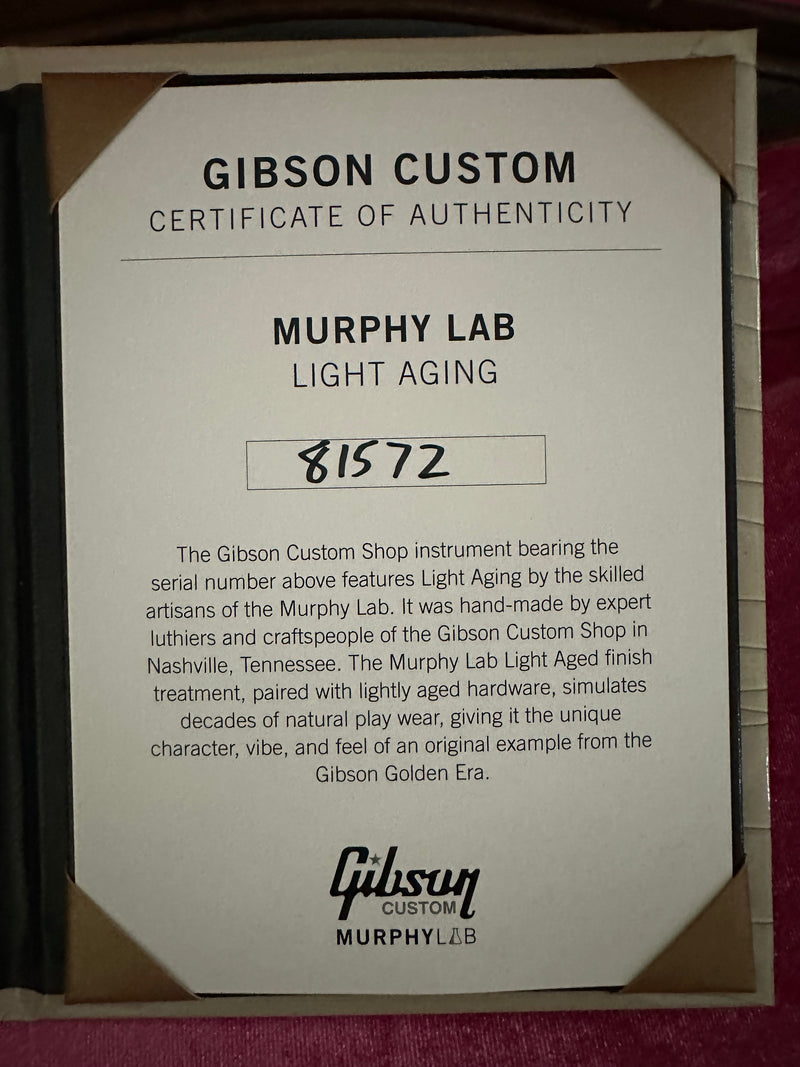 GIBSON CUSTOM
CERTIFICATE OF AUTHENTICITY
MURPHY LAB
LIGHT AGING
81572
The Gibson Custom Shop instrument bearing the
serial number above features Light Aging by the skilled
artisans of the Murphy Lab. It was hand-made by expert
luthiers and craftspeople of the Gibson Custom Shop in
Nashville, Tennessee. The Murphy Lab Light Aged finish
treatment, paired with lightly aged hardware, simulates
decades of natural play wear, giving it the unique
character, vibe, and feel of an original example from the
Gibson Golden Era.
Gibson
CUSTOM
MURPHYLAB